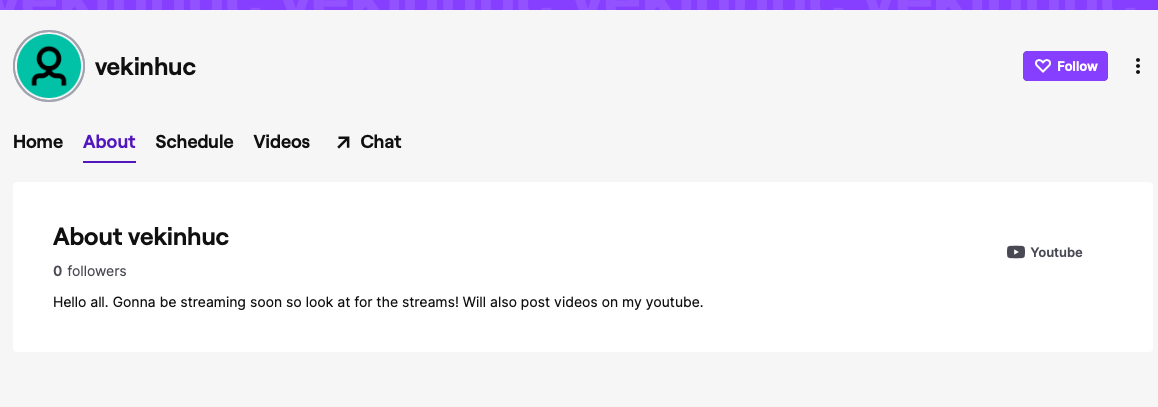 vekinhuc
Follow
Home About Schedule Videos Chat
About vekinhuc
0 followers
Youtube
Hello all. Gonna be streaming soon so look at for the streams! Will also post videos on my youtube.